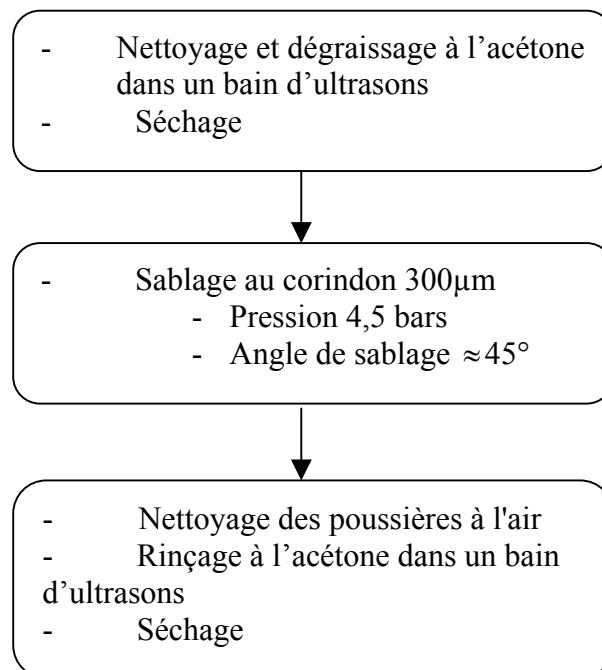 - Nettoyage et dégraissage à l’acétone
dans un bain d’ultrasons
- Séchage
- Sablage au corindon 300µm
- Pression 4,5 bars
- Angle de sablage ≈45°
- Nettoyage des poussières à l'air
- Rinçage à l’acétone dans un bain
d’ultrasons
- Séchage